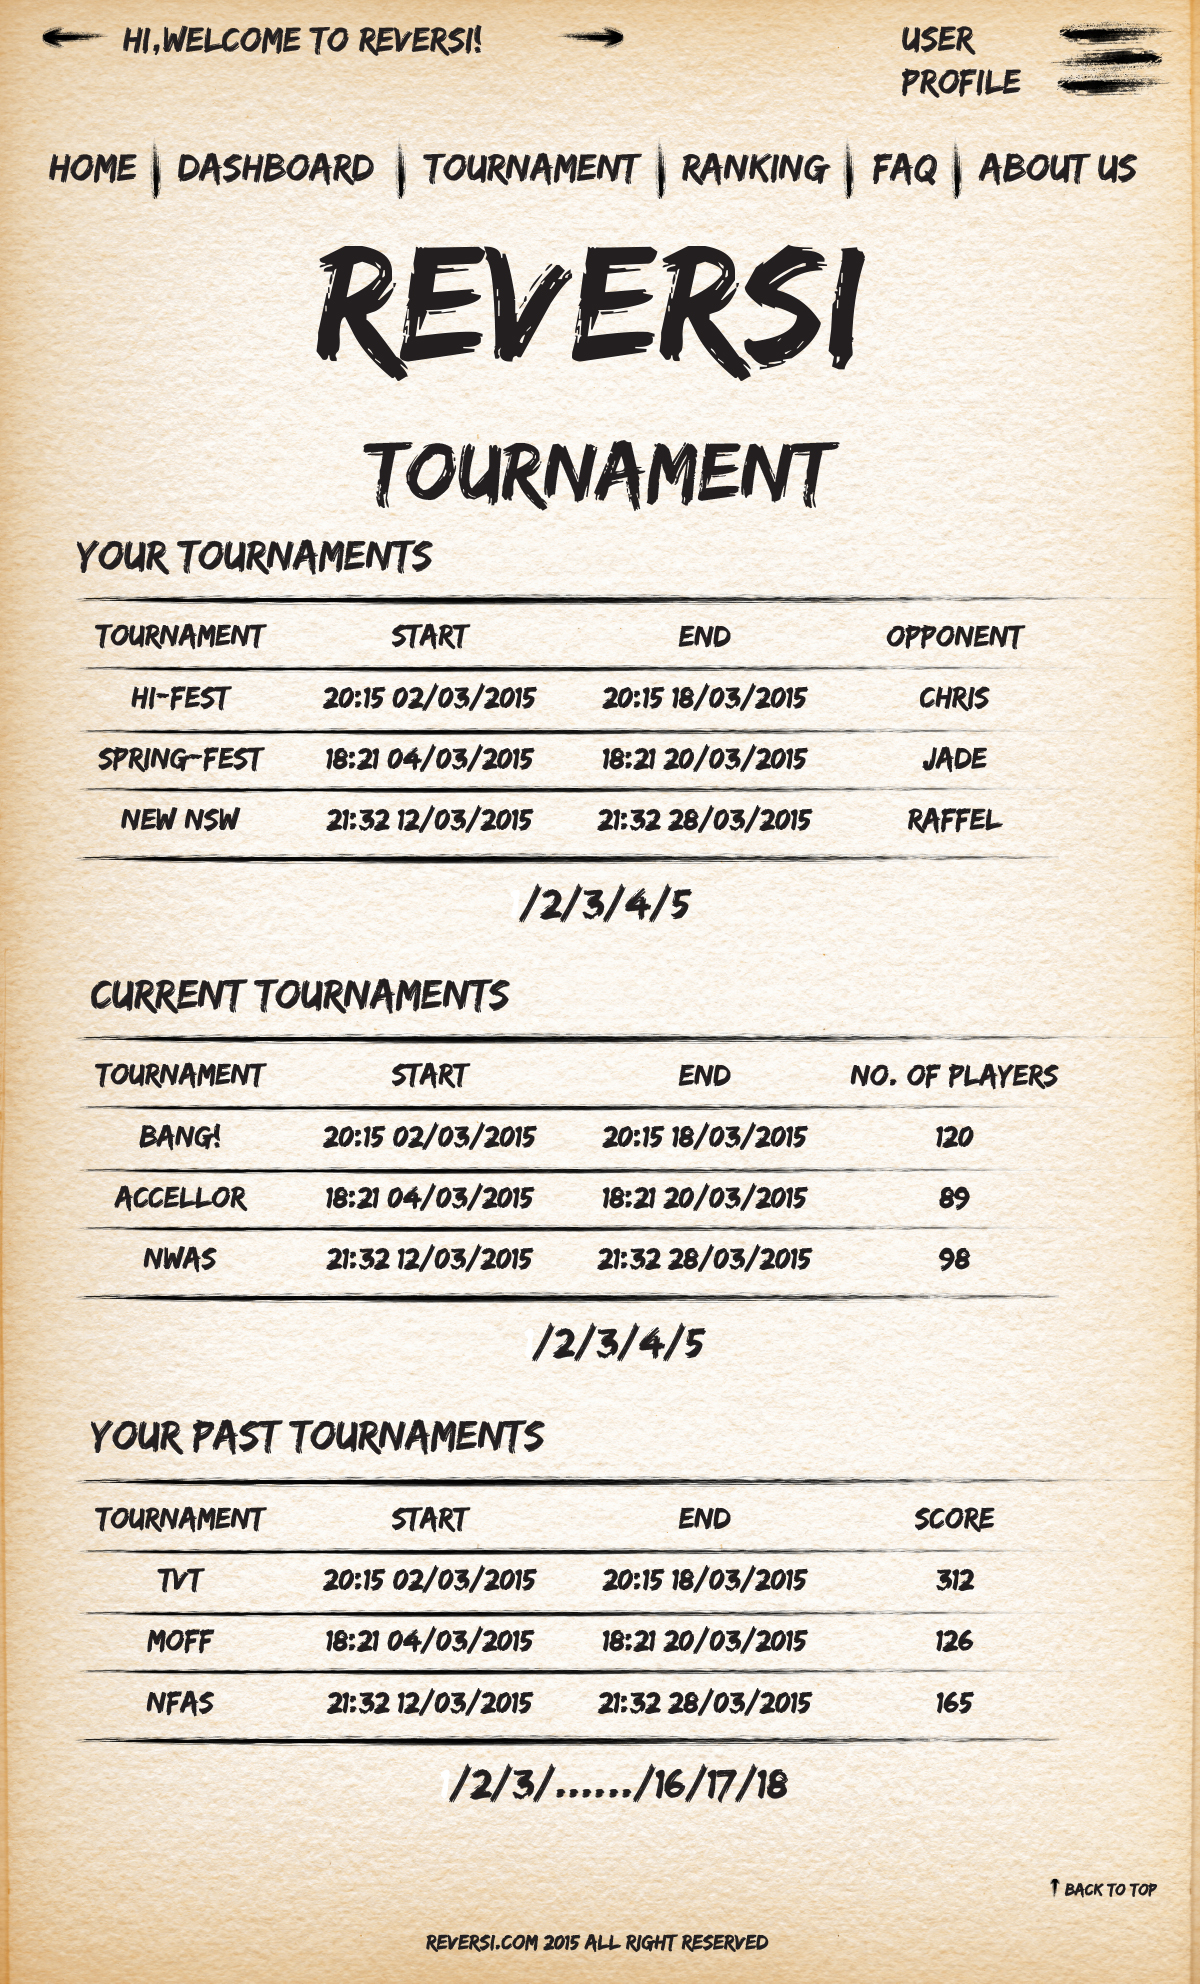 HI,WELCOME TO REVERSI!
USER
PROFILE
HOME DASHBOARD TOURNAMENT RANKING FAQ ABOUT US
REVERSI
TOURNAMENT
YOUR TOURNAMENTS
TOURNAMENT START END OPPONENT
HI-FEST 20:15 02/03/2015 20:15 18/03/2015 CHRIS
SPRING-FEST 18:21 04/03/2015 18:21 20/03/2015 JADE
NEW NSW 21:32 12/03/2015 21:32 28/03/2015 RAFFEL
1/2/3/4/5
CURRENT TOURNAMENTS
TOURNAMENT START END NO. OF PLAYERS
BANG! 20:15 02/03/2015 20:15 18/03/2015 120
ACCELLOR 18:21 04/03/2015 18:21 20/03/2015 89
NWAS 21:32 12/03/2015 21:32 28/03/2015 98
1/2/3/4/5
YOUR PAST TOURNAMENTS
TOURNAMENT START END SCORE
TVT 20:15 02/03/2015 20:15 18/03/2015 312
MOFF 18:21 04/03/2015 18:21 20/03/2015 126
NFAS 21:32 12/03/2015 21:32 28/03/2015 165
1/2/3/....../16/17/18
BACK TO TOP
REVERSI.COM 2015 ALL RIGHT RESERVED